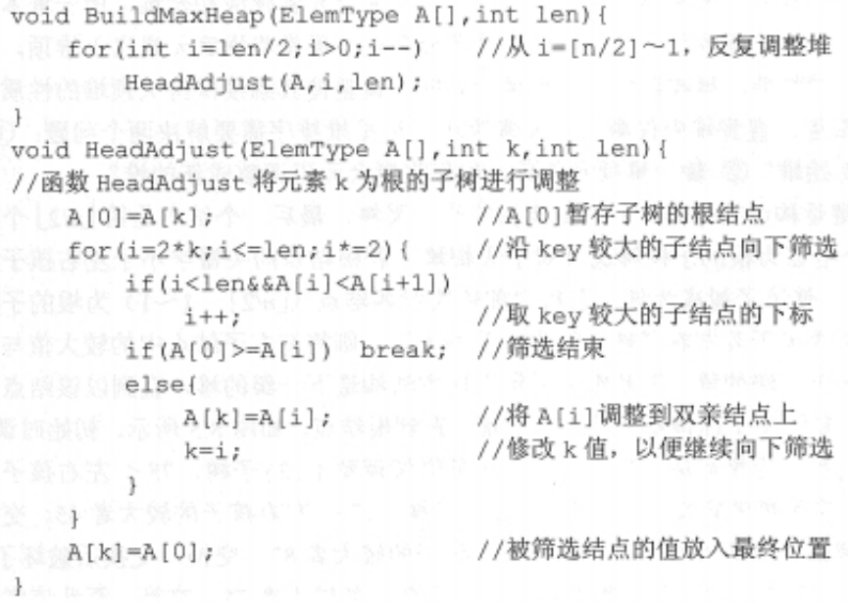 void BuildMaxHeap(ElemType A[],int len){
for(int i=len/2;i>0;i--) //从 i=[n/2]~1，反复调整堆
HeadAdjust(A,i,len);
}
void HeadAdjust(ElemType A[],int k,int len){
//函数 HeadAdjust 将元素 k 为根的子树进行调整
A[0]=A[k]; //A[0]暂存子树的根结点
for(i=2*k;i<=len;i*=2){ //沿 key 较大的子结点向下筛选
if(i<len&&A[i]<A[i+1])
i++; //取 key 较大的子结点的下标
if(A[0]>=A[i]) break; //筛选结束
else{
A[k]=A[i]; //将 A[i]调整到双亲结点上
k=i; //修改 k 值，以便继续向下筛选
}
}
A[k]=A[0]; //被筛选结点的值放入最终位置
}